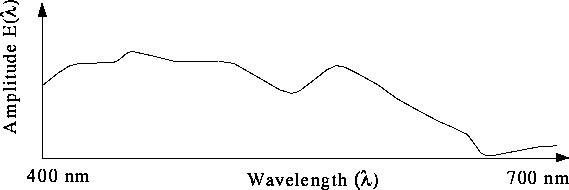 Amplitude E(λ)
400 nm
Wavelength (λ)
700 nm